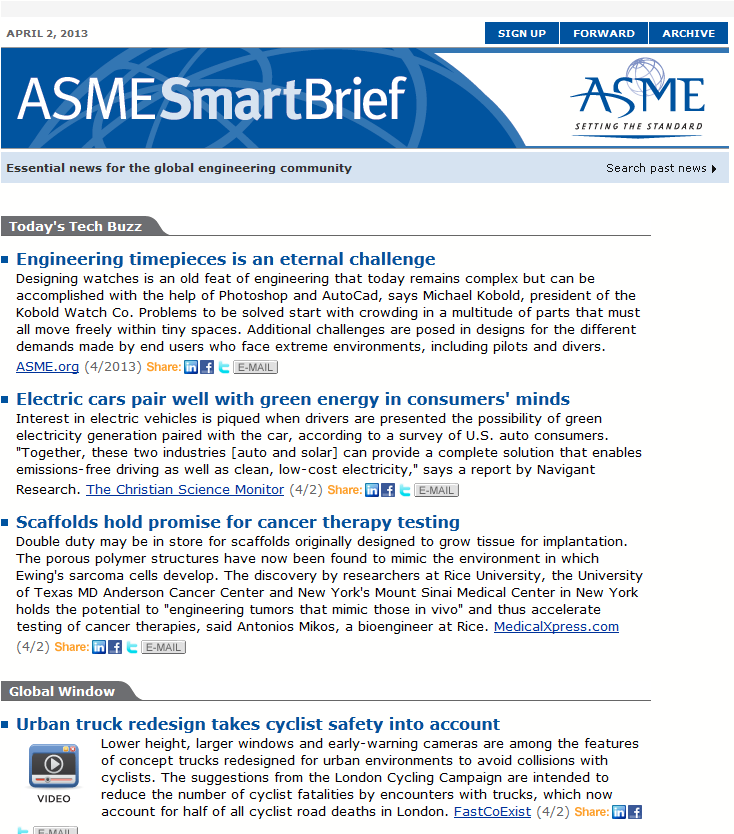 APRIL 2, 2013
SIGN UP FORWARD ARCHIVE
ASMESmartBrief
ASME
SETTING THE STANDARD
Essential news for the global engineering community
Search past news
Today's Tech Buzz
Engineering timepieces is an eternal challenge
Designing watches is an old feat of engineering that today remains complex but can be
accomplished with the help of Photoshop and AutoCad, says Michael Kobold, president of the
Kobold Watch Co. Problems to be solved start with crowding in a multitude of parts that must
all move freely within tiny spaces. Additional challenges are posed in designs for the different
demands made by end users who face extreme environments, including pilots and divers.
ASME.org (4/2013) Share: in f t E-MAIL
Electric cars pair well with green energy in consumers' minds
Interest in electric vehicles is piqued when drivers are presented the possibility of green
electricity generation paired with the car, according to a survey of U.S. auto consumers.
"Together, these two industries [auto and solar] can provide a complete solution that enables
emissions-free driving as well as clean, low-cost electricity," says a report by Navigant
Research. The Christian Science Monitor (4/2) Share: in f t E-MAIL
Scaffolds hold promise for cancer therapy testing
Double duty may be in store for scaffolds originally designed to grow tissue for implantation.
The porous polymer structures have now been found to mimic the environment in which
Ewing's sarcoma cells develop. The discovery by researchers at Rice University, the University
of Texas MD Anderson Cancer Center and New York's Mount Sinai Medical Center in New York
holds the potential to "engineering tumors that mimic those in vivo" and thus accelerate
testing of cancer therapies, said Antonios Mikos, a bioengineer at Rice. MedicalXpress.com
(4/2) Share: in f t E-MAIL
Global Window
Urban truck redesign takes cyclist safety into account
VIDEO
Lower height, larger windows and early-warning cameras are among the features
of concept trucks redesigned for urban environments to avoid collisions with
cyclists. The suggestions from the London Cycling Campaign are intended to
reduce the number of cyclist fatalities by encounters with trucks, which now
account for half of all cyclist road deaths in London. FastCoExist (4/2) Share: in f
t E-MAIL